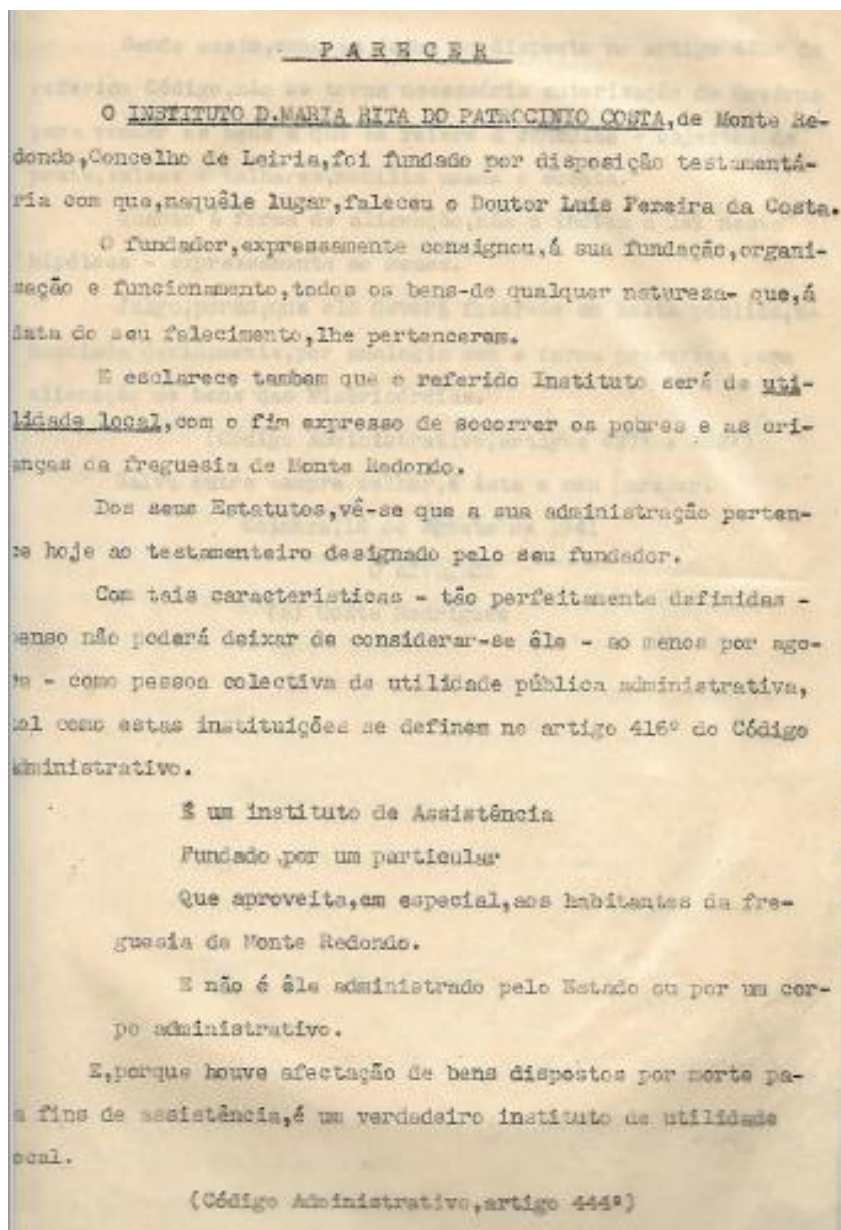 PARECER
O INSTITUTO D.MARIA RITA DO PATROCINIO COSTA,de Monte Re-
dondo,Concelho de Leiria,foi fundado por disposição testamentá-
ria com que,naquêle lugar,faleceu o Doutor Luis Pereira da Costa.
O fundador,expressamente consignou,á sua fundação,organi-
sação e funcionamento,todos os bens-de qualquer naturesa- que,á
data do seu falecimento,lhe pertencerem.
E esclarece tambem que o referido Instituto será de uti-
lidade local,com o fim expresso de socorrer os pobres e as cri-
anças da freguesia de Monte Redondo.
Dos seus Estatutos,vê-se que a sua administração perten-
ce hoje ao testamenteiro designado pelo seu fundador.
Com tais caracteristicas - tão perfeitamente definidas -
penso não poderá deixar de considerar-se êle - ao menos por ago-
ra - como pessoa colectiva de utilidade pública administrativa,
tal como estas instituições se definem no artigo 416º do Código
Administrativo.
É um instituto de Assistência
Fundado por um particular
Que aproveita,em especial,aos habitantes da fre-
guesia de Monte Redondo.
E não é êle administrado pelo Estado ou por um cor-
po administrativo.
E,porque houve afectação de bens dispostos por morte pa-
a fins de assistência,é um verdadeiro instituto de utilidade
ocal.
(Código Administrativo,artigo 444º)